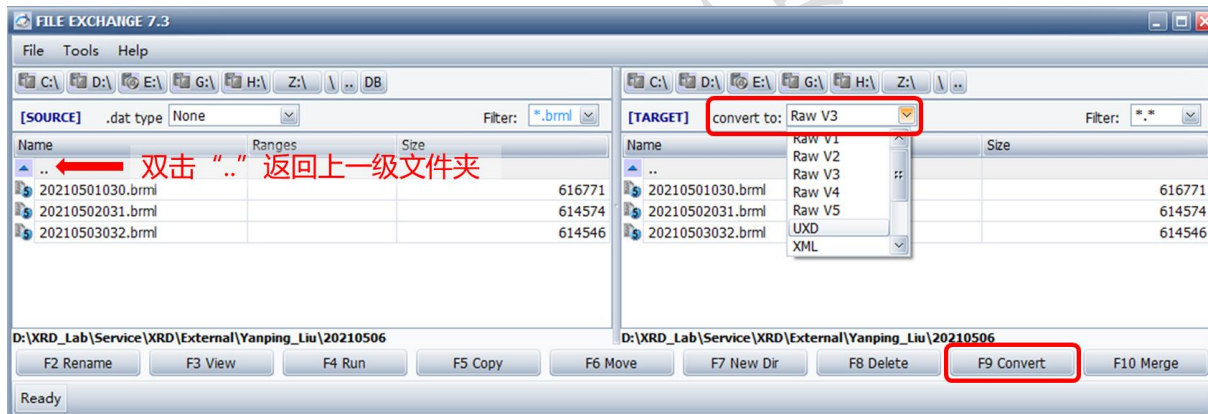 FILE EXCHANGE 7.3
File Tools Help
C:\ D:\ E:\ G:\ H:\ Z:\ \ .. DB
C:\ D:\ E:\ G:\ H:\ Z:\ \ ..
[SOURCE] .dat type None Filter: *.brml
[TARGET] convert to: Raw V3 Filter: *.*
Name Ranges Size
Name Size
.. 双击“..”返回上一级文件夹
..
20210501030.brml 616771
20210502031.brml 614574
20210503032.brml 614546
20210501030.brml 616771
20210502031.brml 614574
20210503032.brml 614546
Raw V1
Raw V2
Raw V3
Raw V4
Raw V5
UXD
XML
D:\XRD_Lab\Service\XRD\External\Yanping_Liu\20210506
D:\XRD_Lab\Service\XRD\External\Yanping_Liu\20210506
F2 Rename F3 View F4 Run F5 Copy F6 Move F7 New Dir F8 Delete F9 Convert F10 Merge
Ready